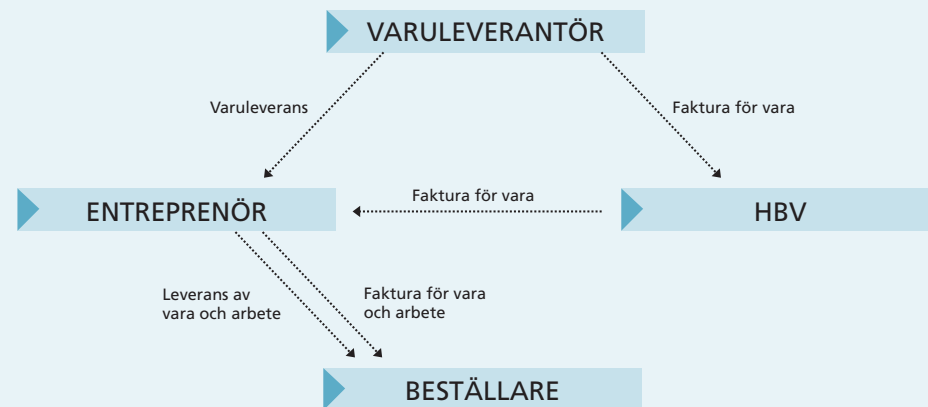 VARULEVERANTÖR
Varuleverans
Faktura för vara
ENTREPRENÖR
Faktura för vara
HBV
Leverans av
vara och arbete
Faktura för vara
och arbete
BESTÄLLARE